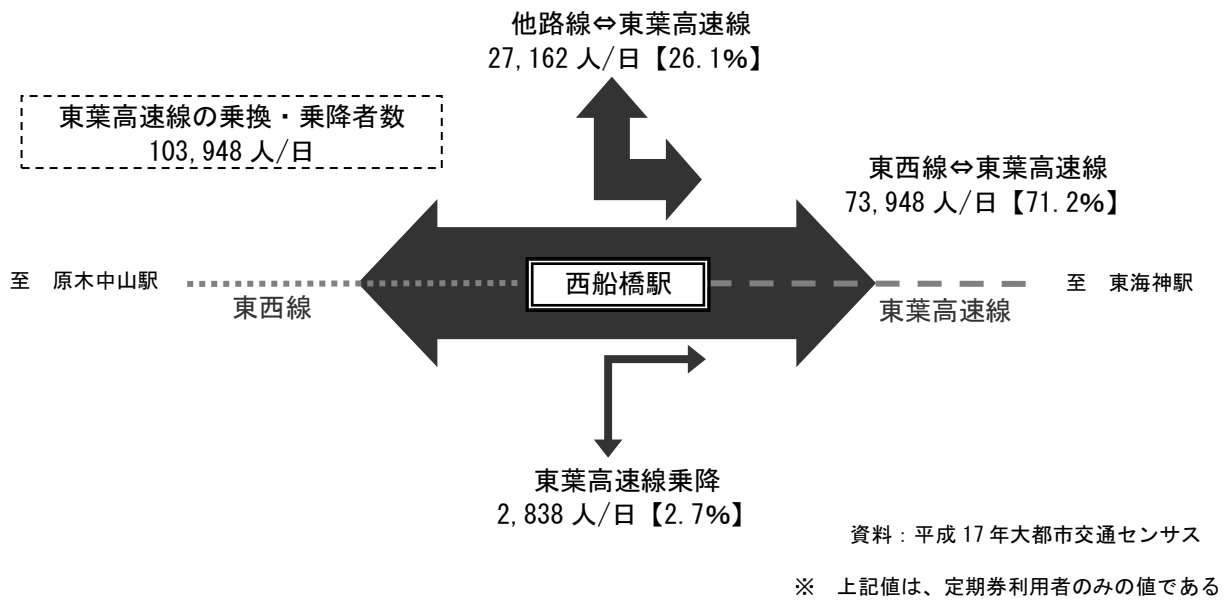 他路線⇔東葉高速線
27,162 人/日【26.1%】
東葉高速線の乗換・乗降者数
103,948 人/日
東西線⇔東葉高速線
73,948 人/日【71.2%】
至　原木中山駅
西船橋駅
至　東海神駅
東西線
東葉高速線
東葉高速線乗降
2,838 人/日【2.7%】
資料：平成 17 年大都市交通センサス
※　上記値は、定期券利用者のみの値である